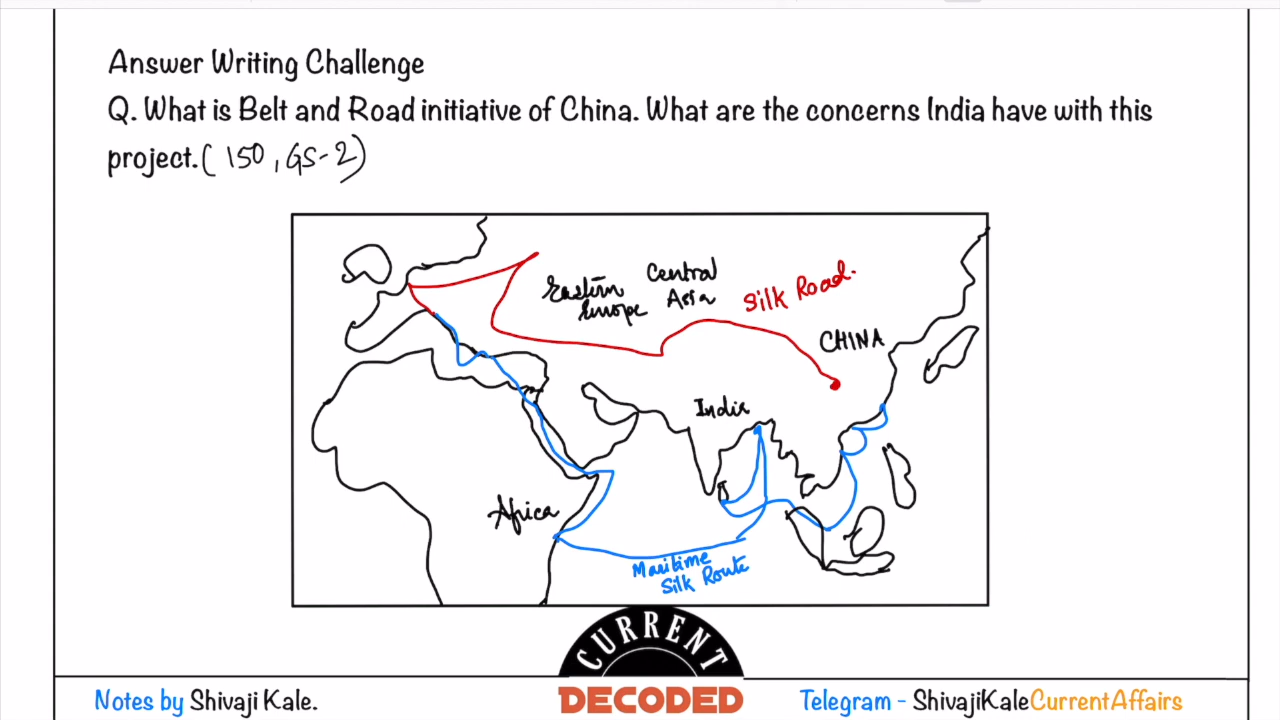 Answer Writing Challenge
Q. What is Belt and Road initiative of China. What are the concerns India have with this
project.( 150 , GS-2)
Eastern
Europe
Central
Asia
Silk Road.
CHINA
India
Africa
Maritime
Silk Route
CURRENT
DECODED
Notes by Shivaji Kale.
Telegram - ShivajiKaleCurrentAffairs